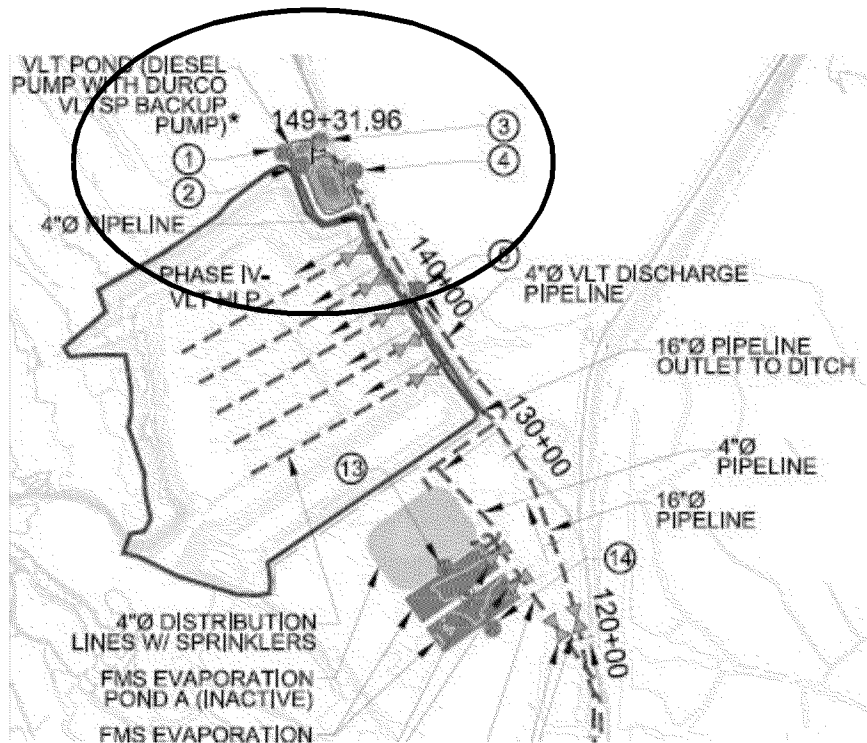 VLT POND (DIESEL
PUMP WITH DURCO
VLT SP BACKUP
PUMP)*
149+31.96
3
1
4
2
4"Ø PIPELINE
140+00
PHASE IV-
VLT HLP
4"Ø VLT DISCHARGE
PIPELINE
16"Ø PIPELINE
OUTLET TO DITCH
130+00
13
4"Ø
PIPELINE
16"Ø
PIPELINE
14
120+00
4"Ø DISTRIBUTION
LINES W/ SPRINKLERS
FMS EVAPORATION
POND A (INACTIVE)
FMS EVAPORATION